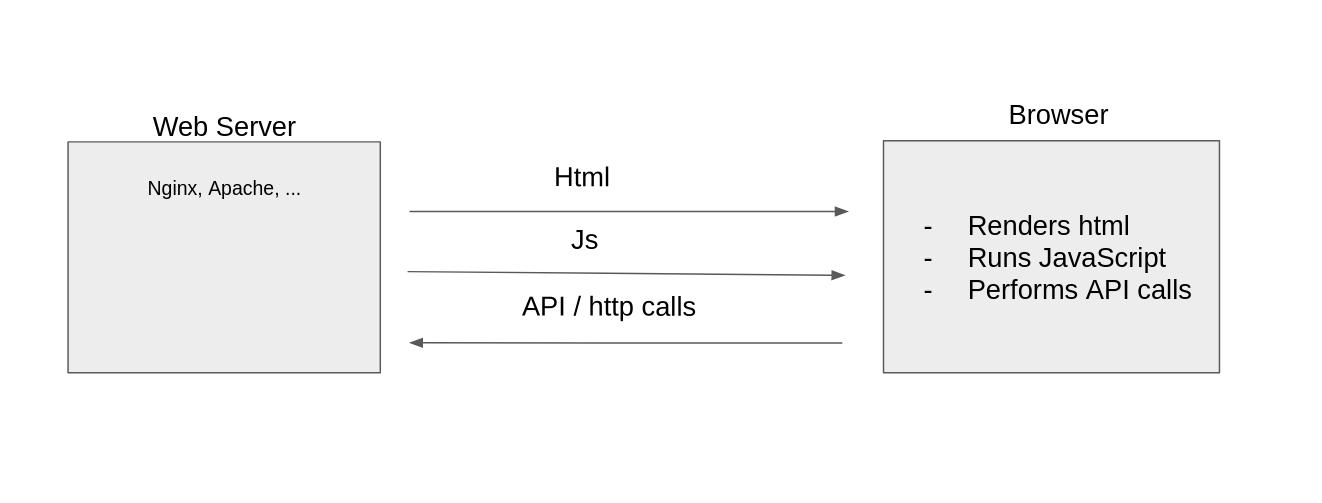 Web Server
Nginx, Apache, ...
Html
Js
API / http calls
Browser
- Renders html
- Runs JavaScript
- Performs API calls